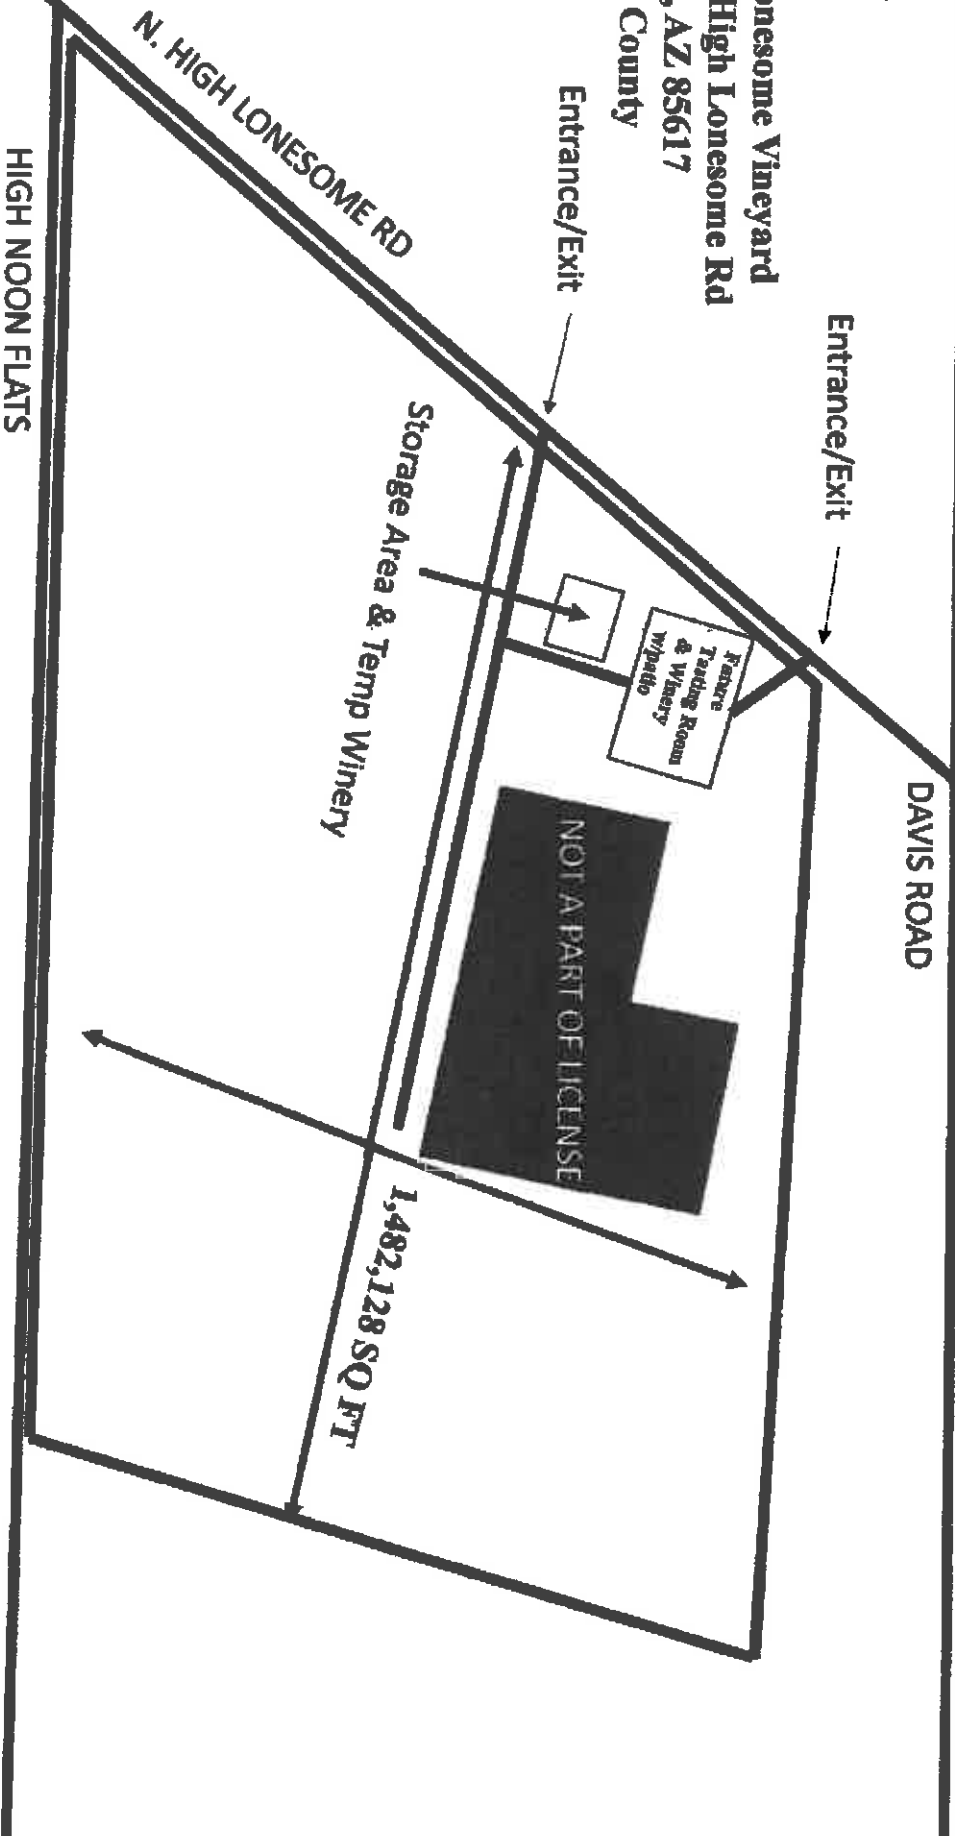 onesome Vineyard
High Lonesome Rd
, AZ 85617
County
DAVIS ROAD
Entrance/Exit
Entrance/Exit
N. HIGH LONESOME RD
Future
Tasting Room
& Winery
w/patio
NOT A PART OF LICENSE
Storage Area & Temp Winery
1,482,128 SQ FT
HIGH NOON FLATS